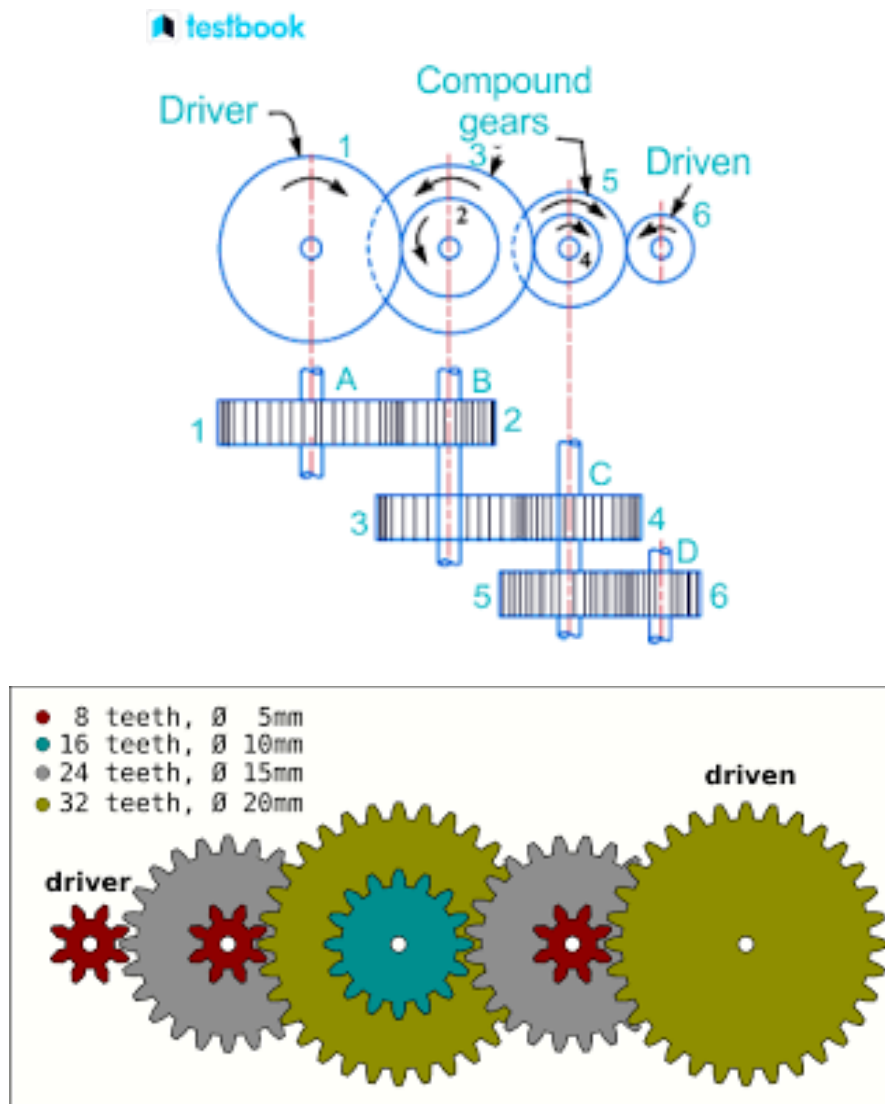 testbook
Compound
gears
Driver
1
3
5
Driven
6
2
4
A
B
1
2
C
3
4
D
5
6
8 teeth, Ø 5mm
16 teeth, Ø 10mm
24 teeth, Ø 15mm
32 teeth, Ø 20mm
driven
driver